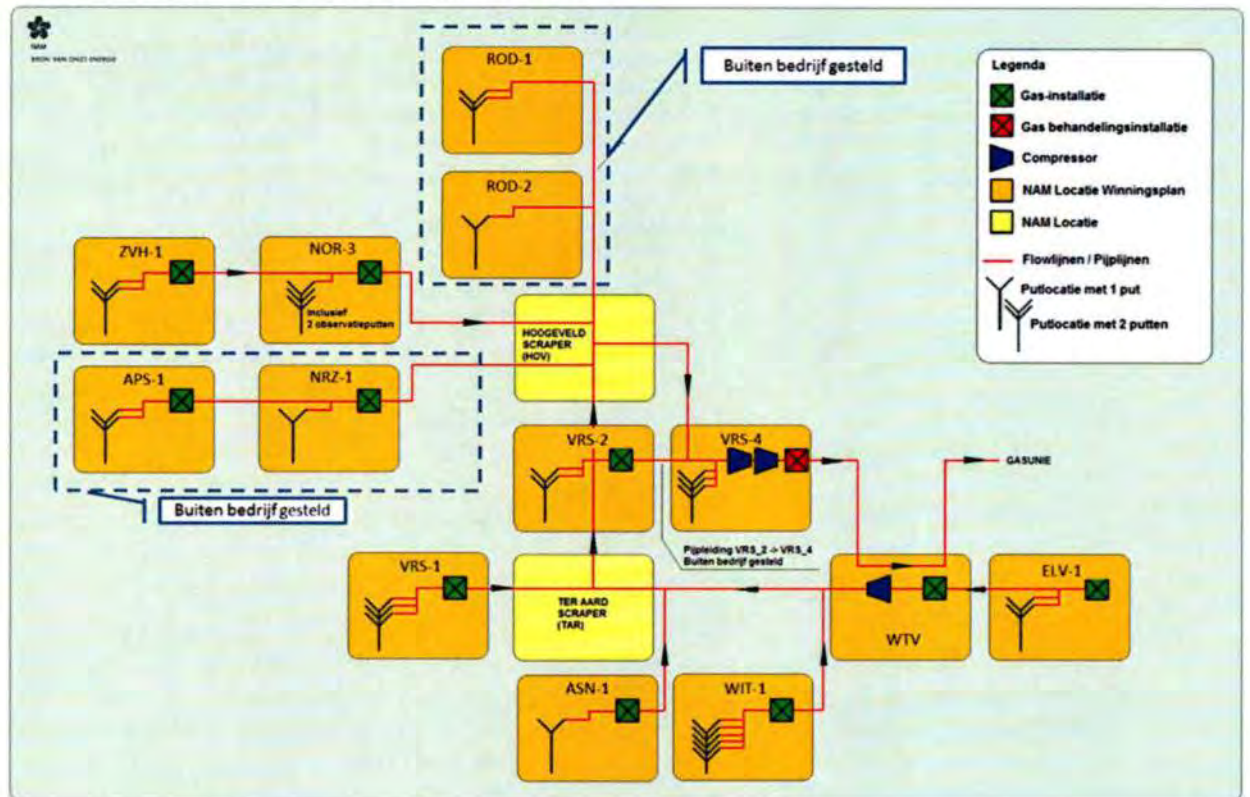 NAM
BRON VAN ONZE ENERGIE
ROD-1
Buiten bedrijf gesteld
ROD-2
Legenda
Gas-installatie
Gas behandelingsinstallatie
Compressor
NAM Locatie Winningsplan
NAM Locatie
Flowlijnen / Pijplijnen
Putlocatie met 1 put
Putlocatie met 2 putten
ZVH-1
NOR-3
Inclusief
2 observatieputten
HOOGEVELD
SCRAPER
(HOV)
APS-1
NRZ-1
Buiten bedrijf gesteld
VRS-2
VRS-4
GASUNIE
Pijpleiding VRS_2 -> VRS_4
Buiten bedrijf gesteld
VRS-1
TER AARD
SCRAPER
(TAR)
WTV
ELV-1
ASN-1
WIT-1